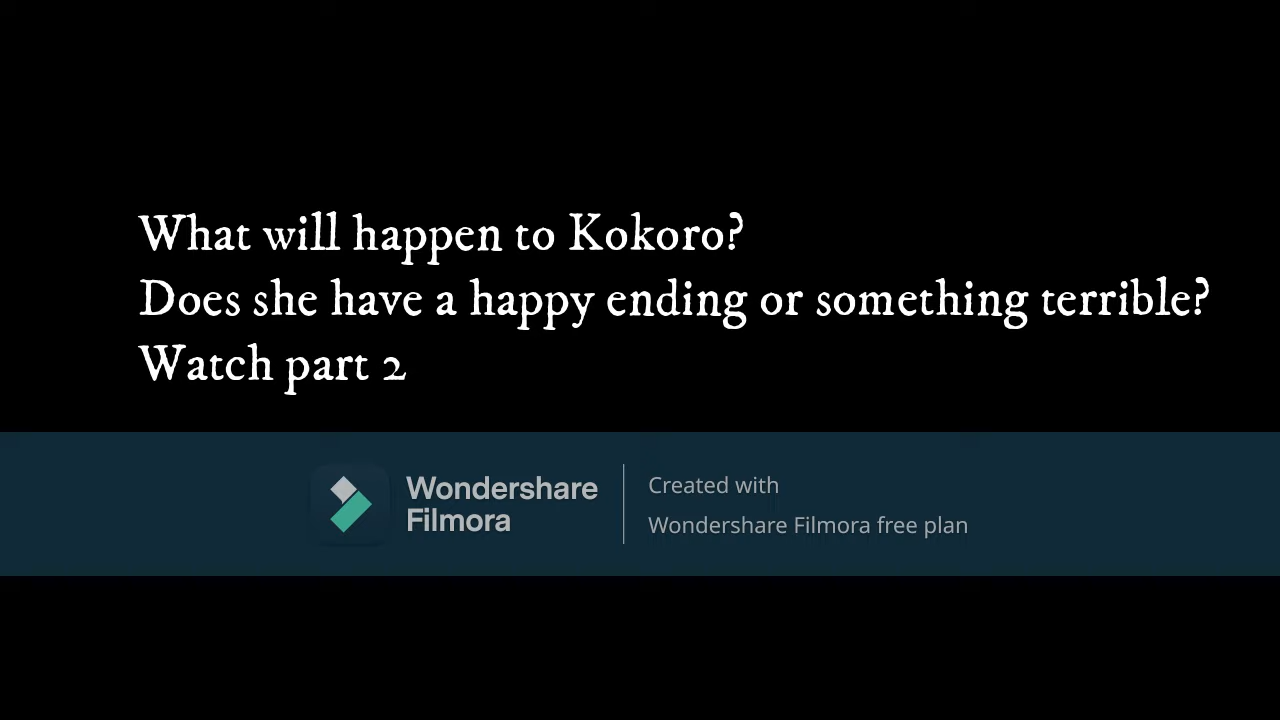 What will happen to Kokoro?
Does she have a happy ending or something terrible?
Watch part 2
Wondershare
Filmora
Created with
Wondershare Filmora free plan